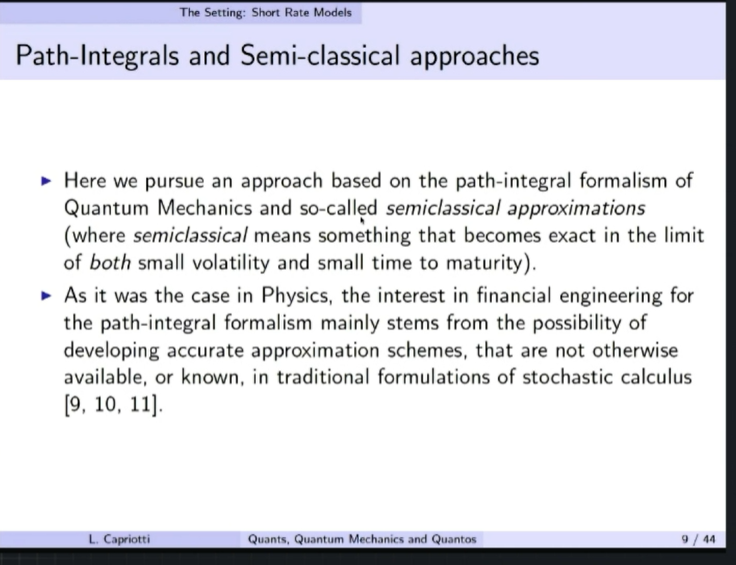 The Setting: Short Rate Models
Path-Integrals and Semi-classical approaches
Here we pursue an approach based on the path-integral formalism of
Quantum Mechanics and so-called semiclassical approximations
(where semiclassical means something that becomes exact in the limit
of both small volatility and small time to maturity).
As it was the case in Physics, the interest in financial engineering for
the path-integral formalism mainly stems from the possibility of
developing accurate approximation schemes, that are not otherwise
available, or known, in traditional formulations of stochastic calculus
[9, 10, 11].
L. Capriotti Quants, Quantum Mechanics and Quantos 9 / 44